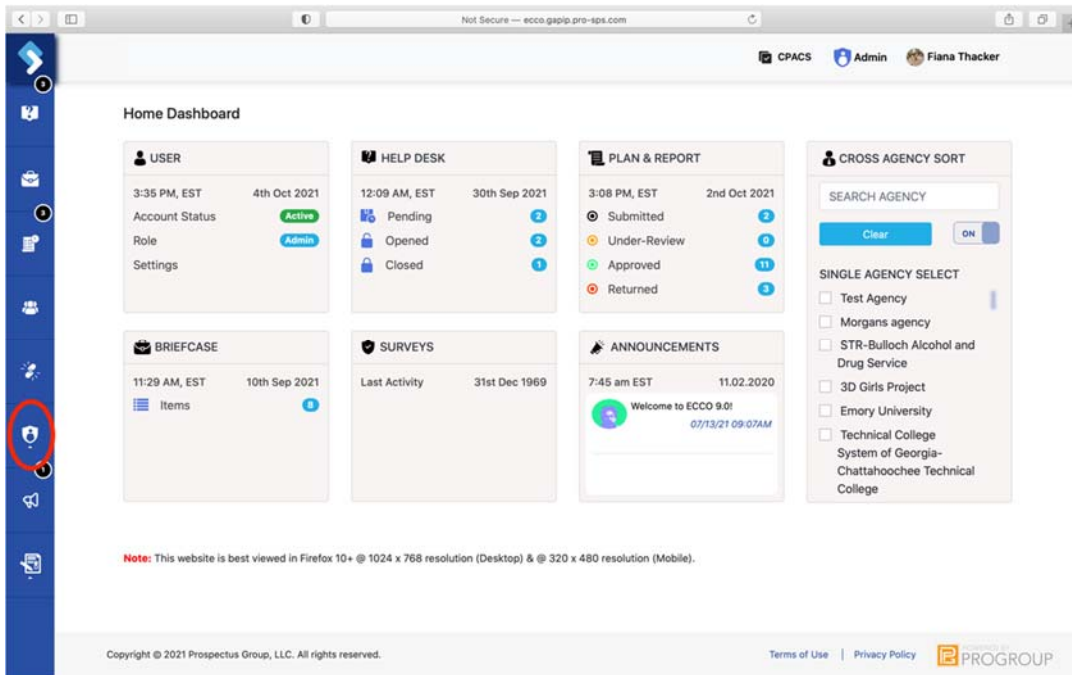 Not Secure — ecco.gapip.pro-sps.com
CPACS
Admin
Fiana Thacker
3
3
1
Home Dashboard
USER
3:35 PM, EST 4th Oct 2021
Account Status Active
Role Admin
Settings
HELP DESK
12:09 AM, EST 30th Sep 2021
Pending 2
Opened 2
Closed 1
PLAN & REPORT
3:08 PM, EST 2nd Oct 2021
Submitted 2
Under-Review 0
Approved 11
Returned 3
CROSS AGENCY SORT
SEARCH AGENCY
Clear ON
SINGLE AGENCY SELECT
Test Agency
Morgans agency
STR-Bulloch Alcohol and
Drug Service
3D Girls Project
Emory University
Technical College
System of Georgia-
Chattahoochee Technical
College
BRIEFCASE
11:29 AM, EST 10th Sep 2021
Items 8
SURVEYS
Last Activity 31st Dec 1969
ANNOUNCEMENTS
7:45 am EST 11.02.2020
Welcome to ECCO 9.0!
07/13/21 09:07AM
Note: This website is best viewed in Firefox 10+ @ 1024 x 768 resolution (Desktop) & @ 320 x 480 resolution (Mobile).
Copyright © 2021 Prospectus Group, LLC. All rights reserved.
Terms of Use | Privacy Policy
POWERED BY
PROGROUP